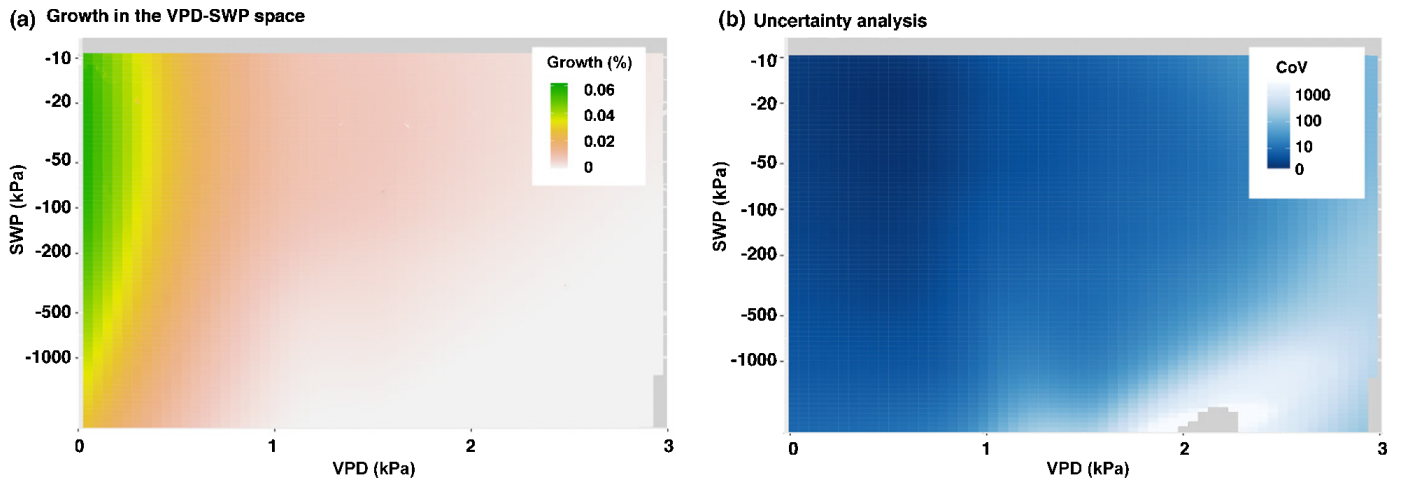 (a) Growth in the VPD-SWP space
Growth (%)
0.06
0.04
0.02
0
SWP (kPa)
-10
-20
-50
-100
-200
-500
-1000
0 1 2 3
VPD (kPa)
(b) Uncertainty analysis
CoV
1000
100
10
0
SWP (kPa)
-10
-20
-50
-100
-200
-500
-1000
0 1 2 3
VPD (kPa)